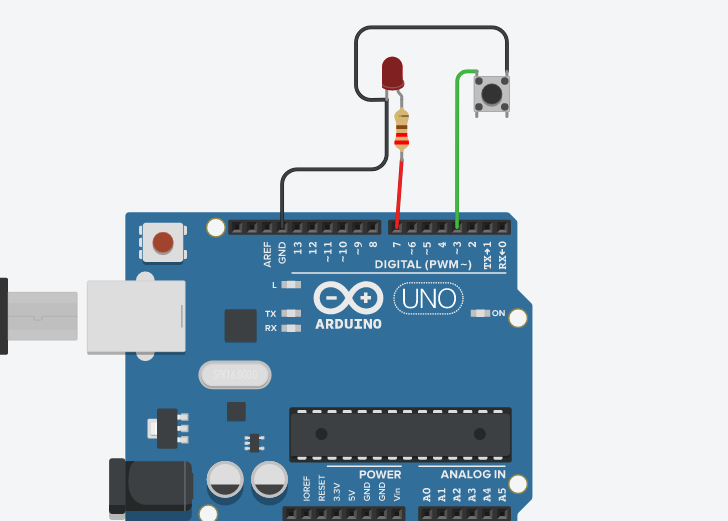 AREF
GND
13
12
~11
~10
~9
8
7
~6
~5
4
~3
2
TX→1
RX←0
DIGITAL (PWM~)
L
TX
RX
ARDUINO
UNO
ON
POWER
ANALOG IN
IOREF
RESET
3.3V
5V
GND
GND
Vin
A0
A1
A2
A3
A4
A5